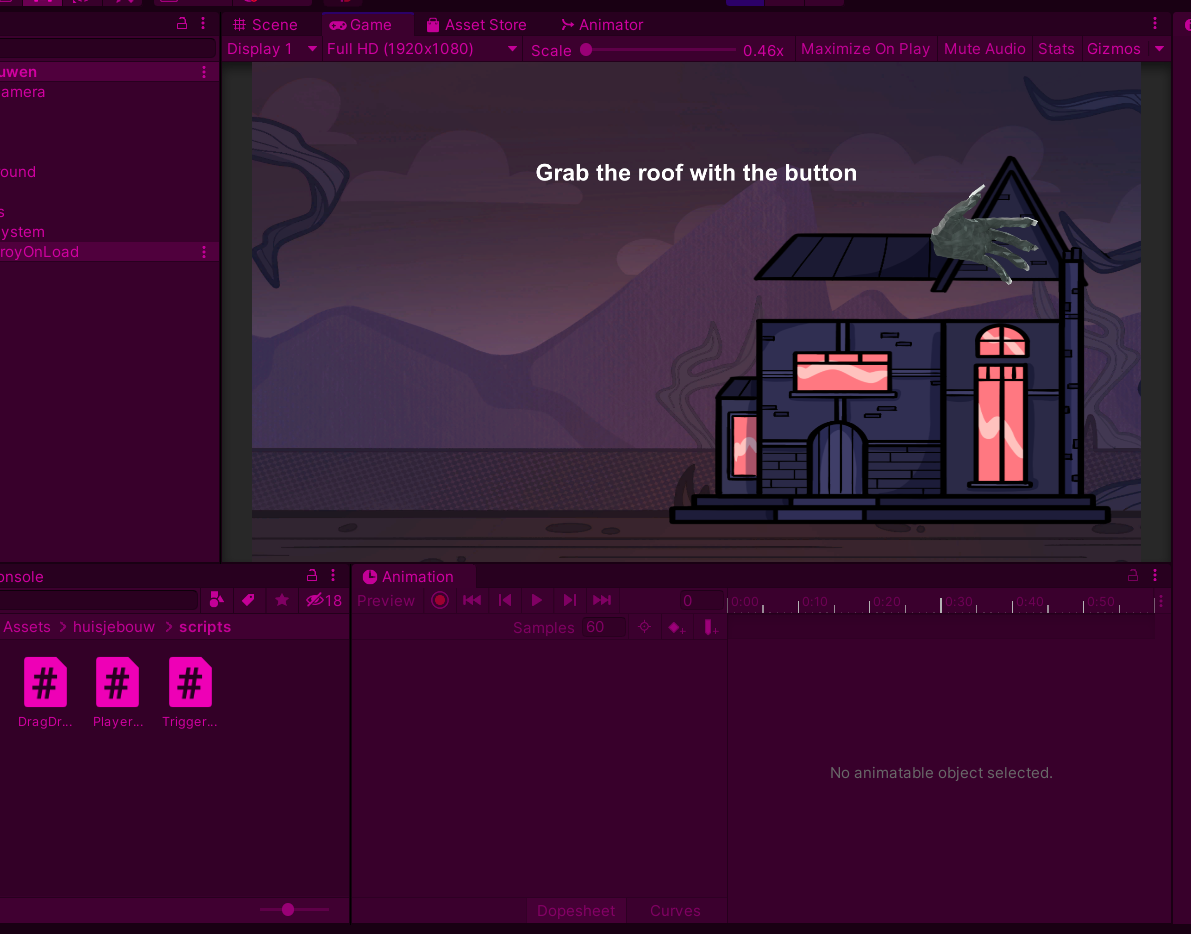 Scene Game Asset Store Animator
Display 1 Full HD (1920x1080) Scale 0.46x Maximize On Play Mute Audio Stats Gizmos
uwen
amera
ound
s
ystem
royOnLoad
Grab the roof with the button
onsole
18
Assets > huisjebouw > scripts
#
DragDr...
#
Player...
#
Trigger...
Animation
Preview 0 0:00 0:10 0:20 0:30 0:40 0:50
Samples 60
No animatable object selected.
Dopesheet Curves